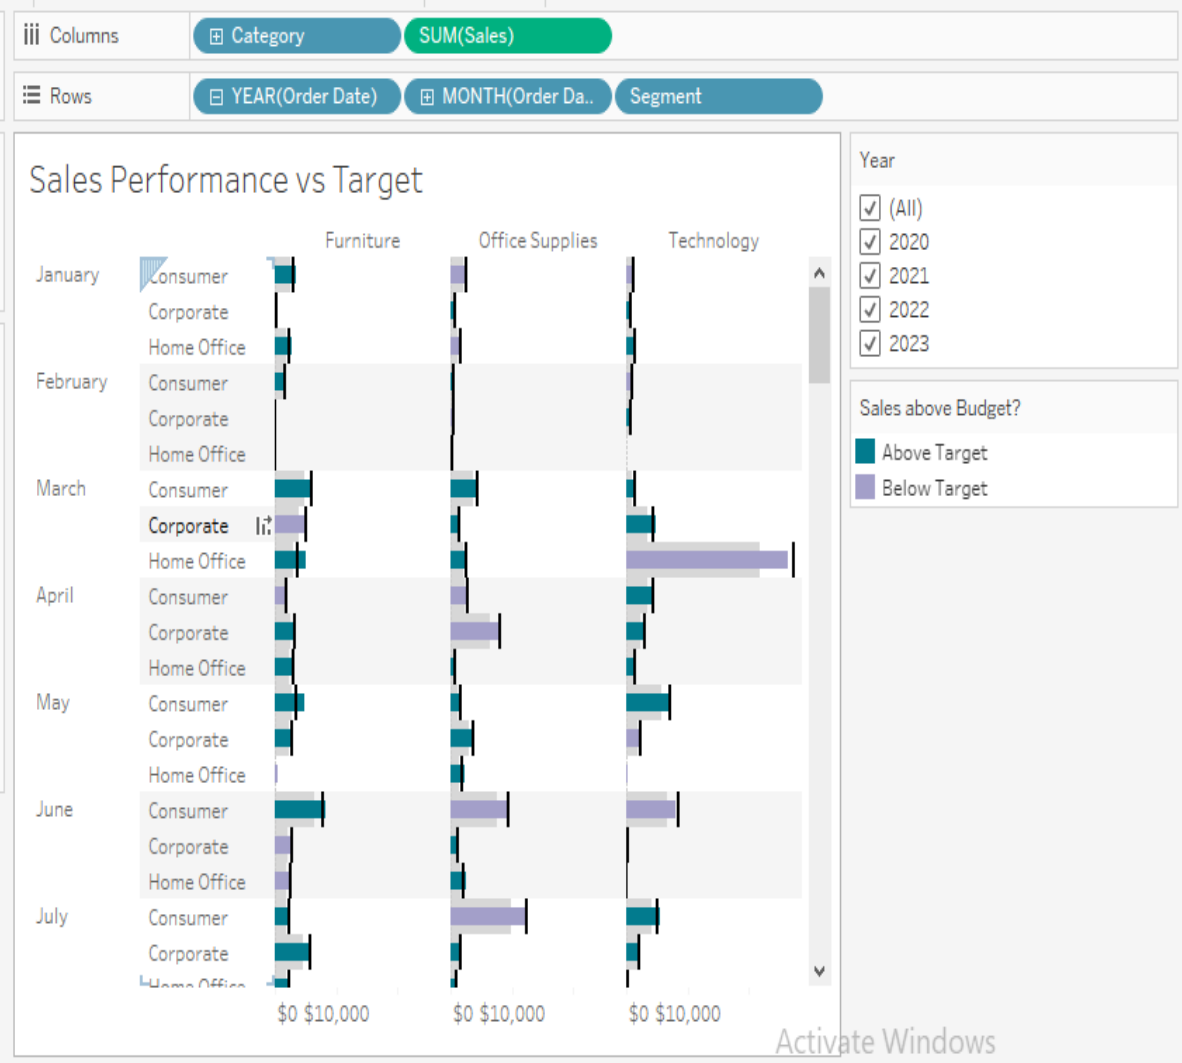 Columns
Category
SUM(Sales)
Rows
YEAR(Order Date)
MONTH(Order Da..
Segment
Sales Performance vs Target
Furniture Office Supplies Technology
January Consumer
Corporate
Home Office
February Consumer
Corporate
Home Office
March Consumer
Corporate
Home Office
April Consumer
Corporate
Home Office
May Consumer
Corporate
Home Office
June Consumer
Corporate
Home Office
July Consumer
Corporate
Home Office
$0 $10,000 $0 $10,000 $0 $10,000
Year
(All)
2020
2021
2022
2023
Sales above Budget?
Above Target
Below Target
Activate Windows